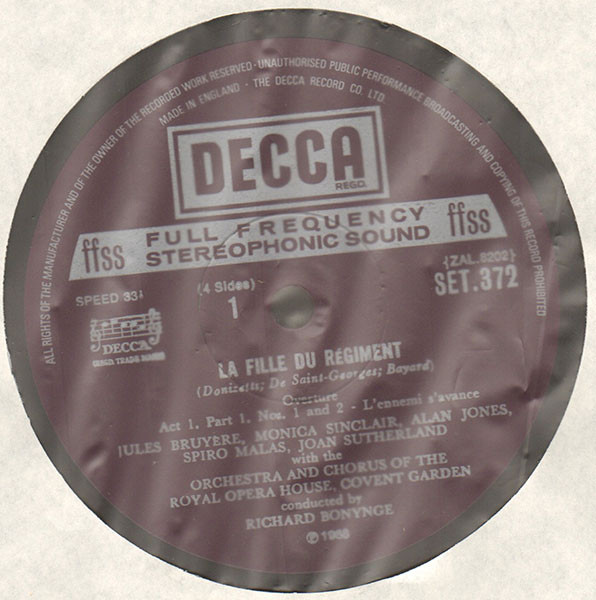 ALL RIGHTS OF THE MANUFACTURER AND OF THE OWNER OF THE RECORDED WORK RESERVED · UNAUTHORISED PUBLIC PERFORMANCE BROADCASTING AND COPYING OF THIS RECORD PROHIBITED
MADE IN ENGLAND · THE DECCA RECORD CO. LTD.
DECCA
REGD.
ffss FULL FREQUENCY STEREOPHONIC SOUND ffss
SPEED 33⅓
(4 Sides)
1
{ZAL.8202}
SET.372
DECCA
LA FILLE DU RÉGIMENT
(Donizetti; De Saint-Georges; Bayard)
Overture
Act 1, Part 1, Nos. 1 and 2 - L'ennemi s'avance
JULES BRUYÈRE, MONICA SINCLAIR, ALAN JONES,
SPIRO MALAS, JOAN SUTHERLAND
with the
ORCHESTRA AND CHORUS OF THE
ROYAL OPERA HOUSE, COVENT GARDEN
conducted by
RICHARD BONYNGE
℗ 1968